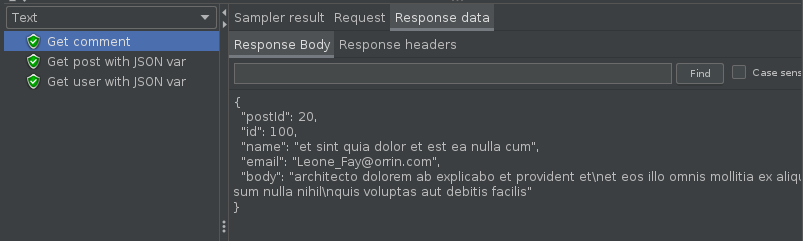 Text
Sampler result Request Response data
Get comment
Get post with JSON var
Get user with JSON var
Response Body Response headers
Find Case sens
{
"postId": 20,
"id": 100,
"name": "et sint quia dolor et est ea nulla cum",
"email": "Leone_Fay@orrin.com",
"body": "architecto dolorem ab explicabo et provident et\net eos illo omnis mollitia ex aliqu
sum nulla nihil\nquis voluptas aut debitis facilis"
}